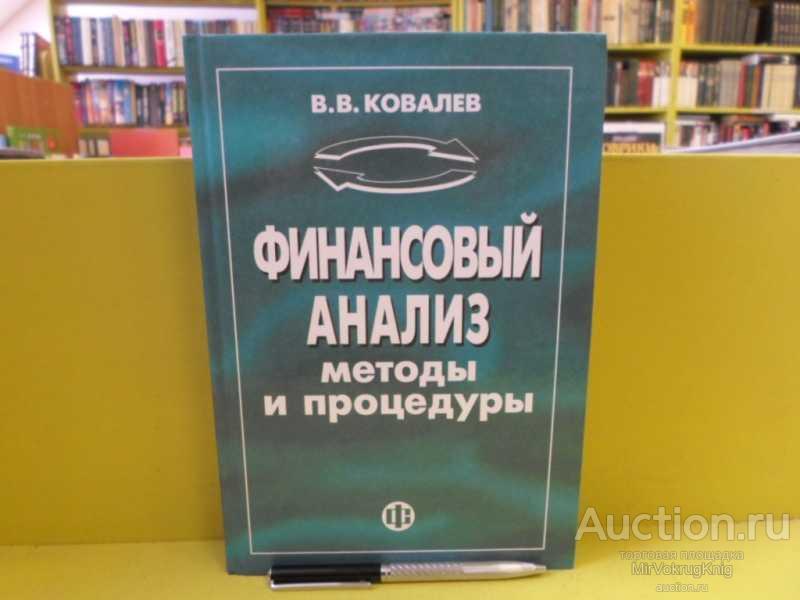 В.В. КОВАЛЕВ
ФИНАНСОВЫЙ
АНАЛИЗ
методы
и процедуры
Auction.ru
торговая площадка
MirVokrugKnig
auction.ru